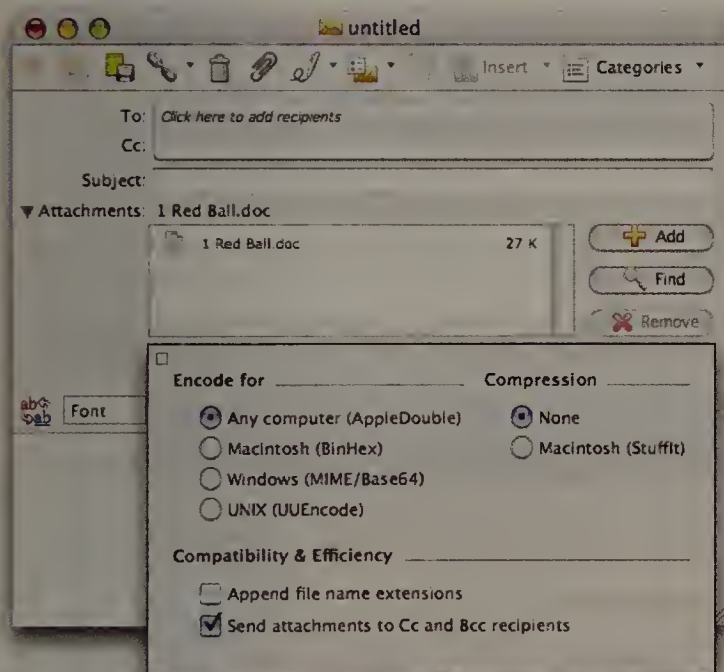 untitled
Insert Categories
To: Click here to add recipients
Cc:
Subject:
Attachments: 1 Red Ball.doc
1 Red Ball.doc 27 K
Add
Find
Remove
Encode for Compression
Any computer (AppleDouble) None
Macintosh (BinHex) Macintosh (StuffIt)
Windows (MIME/Base64)
UNIX (UUEncode)
abc
ab Font
Compatibility & Efficiency
Append file name extensions
Send attachments to Cc and Bcc recipients